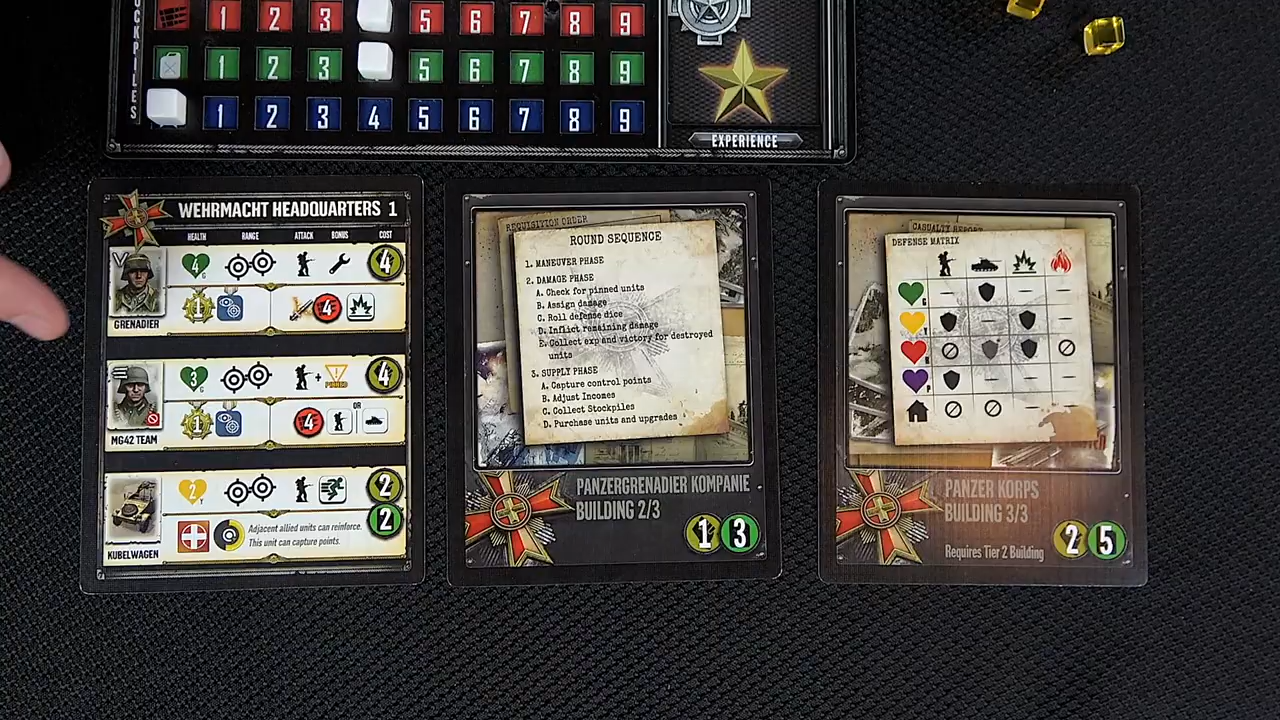 1 2 3 5 6 7 8 9
1 2 3 5 6 7 8 9
1 2 3 4 5 6 7 8 9
EXPERIENCE
WEHRMACHT HEADQUARTERS 1
HEALTH RANGE ATTACK BONUS COST
4 G 4
1 4
GRENADIER
3 G + PINNED 4
1 4 OR
MG42 TEAM
2 Y 2
2
Adjacent allied units can reinforce.
This unit can capture points.
KUBELWAGEN
REQUISITION ORDER
ROUND SEQUENCE
1. MANEUVER PHASE
2. DAMAGE PHASE
A. Check for pinned units
B. Assign damage
C. Roll defense dice
D. Inflict remaining damage
E. Collect exp and victory for destroyed
units
3. SUPPLY PHASE
A. Capture control points
B. Adjust Incomes
C. Collect Stockpiles
D. Purchase units and upgrades
PANZERGRENADIER KOMPANIE
BUILDING 2/3
1 3
CASUALTY REPORT
DEFENSE MATRIX
G
Y
R
P
PANZER KORPS
BUILDING 3/3
Requires Tier 2 Building
2 5